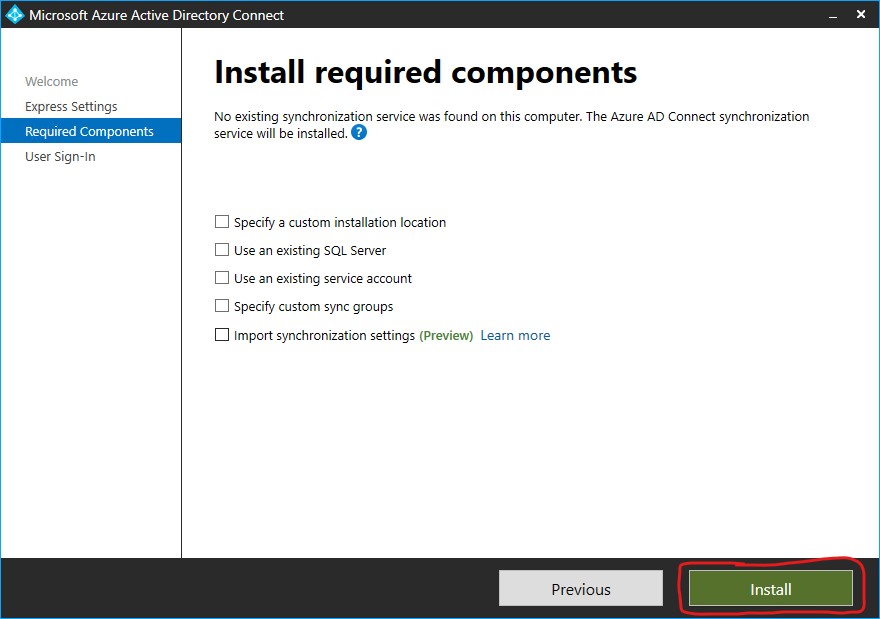 Microsoft Azure Active Directory Connect
Welcome
Express Settings
Required Components
User Sign-In
Install required components
No existing synchronization service was found on this computer. The Azure AD Connect synchronization
service will be installed. ?
Specify a custom installation location
Use an existing SQL Server
Use an existing service account
Specify custom sync groups
Import synchronization settings (Preview) Learn more
Previous
Install